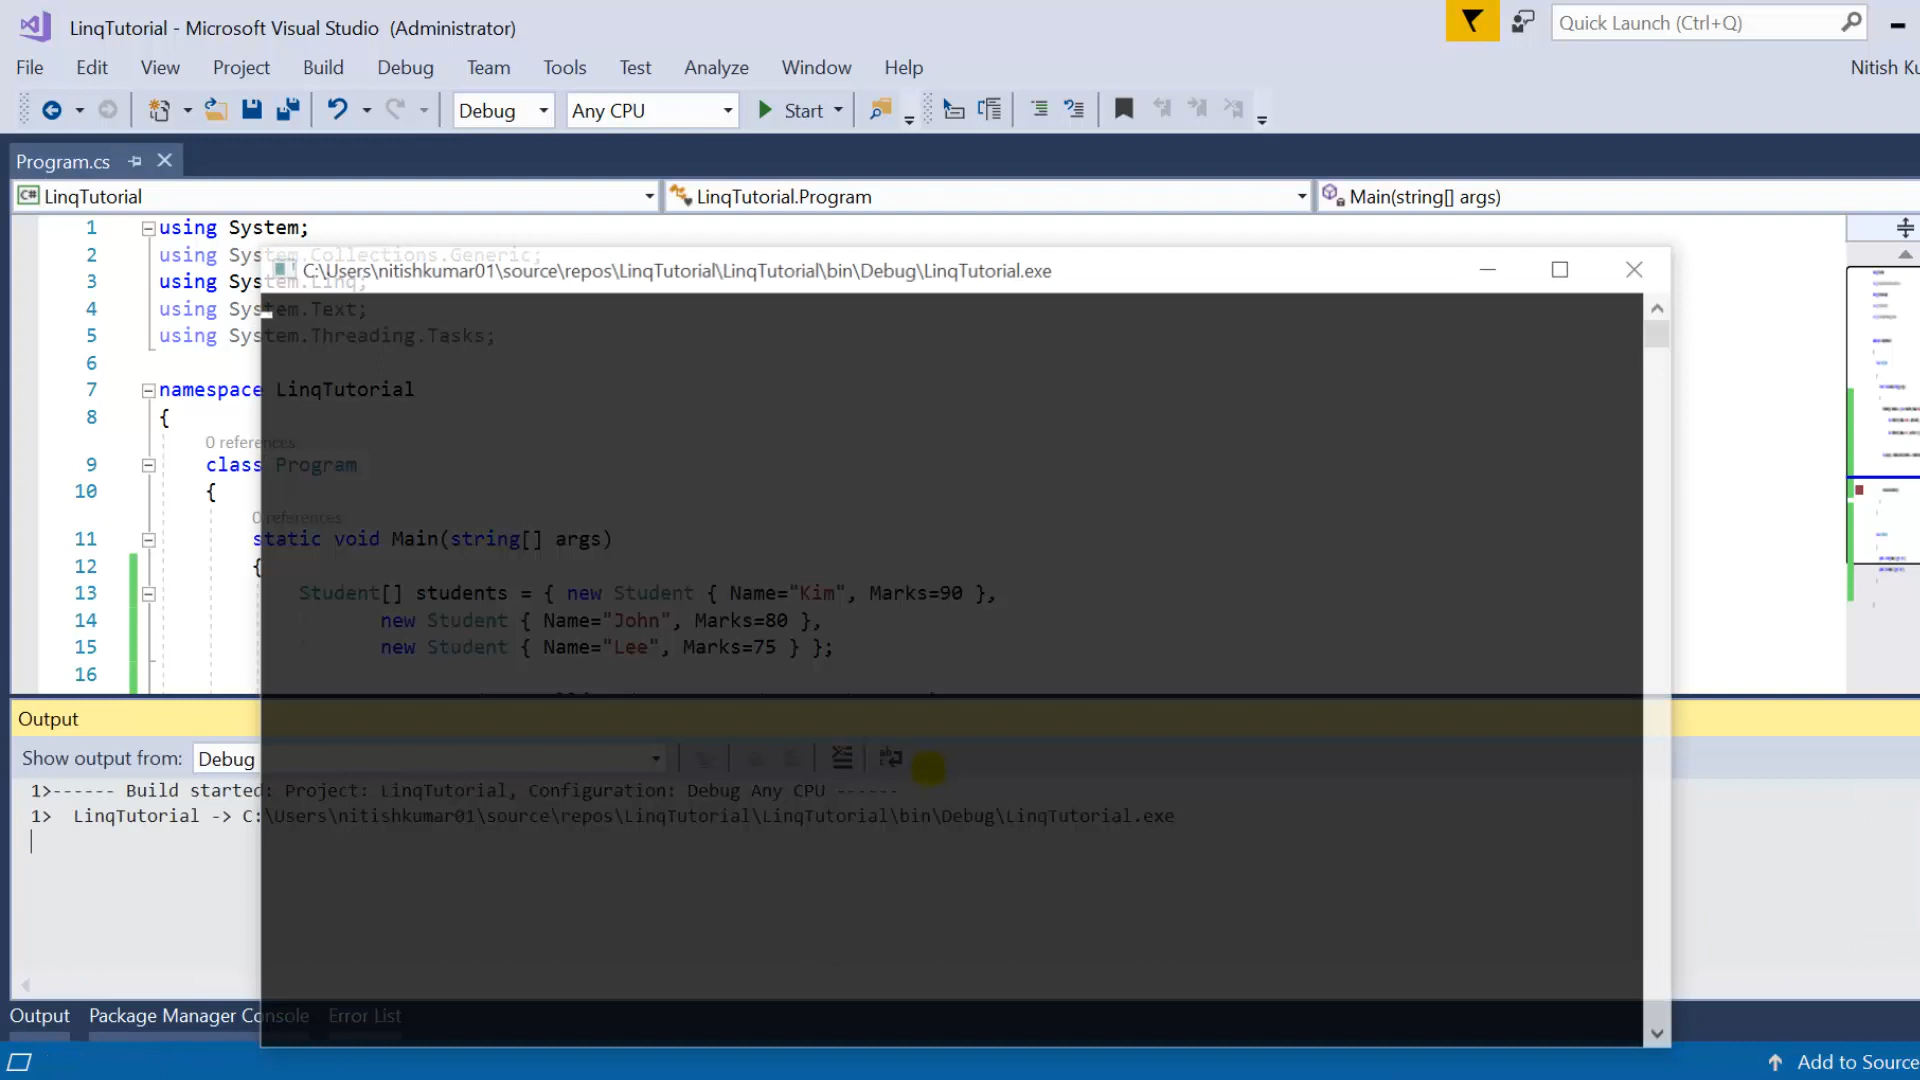 LinqTutorial - Microsoft Visual Studio (Administrator)
Quick Launch (Ctrl+Q)
File Edit View Project Build Debug Team Tools Test Analyze Window Help
Nitish Ku
Debug Any CPU Start
Program.cs
C# LinqTutorial LinqTutorial.Program Main(string[] args)
1 using System;
2 using System.Collections.Generic;
C:\Users\nitishkumar01\source\repos\LinqTutorial\LinqTutorial\bin\Debug\LinqTutorial.exe
3 using System.Linq;
4 using System.Text;
5 using System.Threading.Tasks;
6
7 namespace LinqTutorial
8 {
0 references
9 class Program
10 {
0 references
11 static void Main(string[] args)
12 {
13 Student[] students = { new Student { Name="Kim", Marks=90 },
14 new Student { Name="John", Marks=80 },
15 new Student { Name="Lee", Marks=75 } };
16
Output
Show output from: Debug
1>------ Build started: Project: LinqTutorial, Configuration: Debug Any CPU ------
1> LinqTutorial -> C:\Users\nitishkumar01\source\repos\LinqTutorial\LinqTutorial\bin\Debug\LinqTutorial.exe
Output Package Manager Console Error List
Add to Source